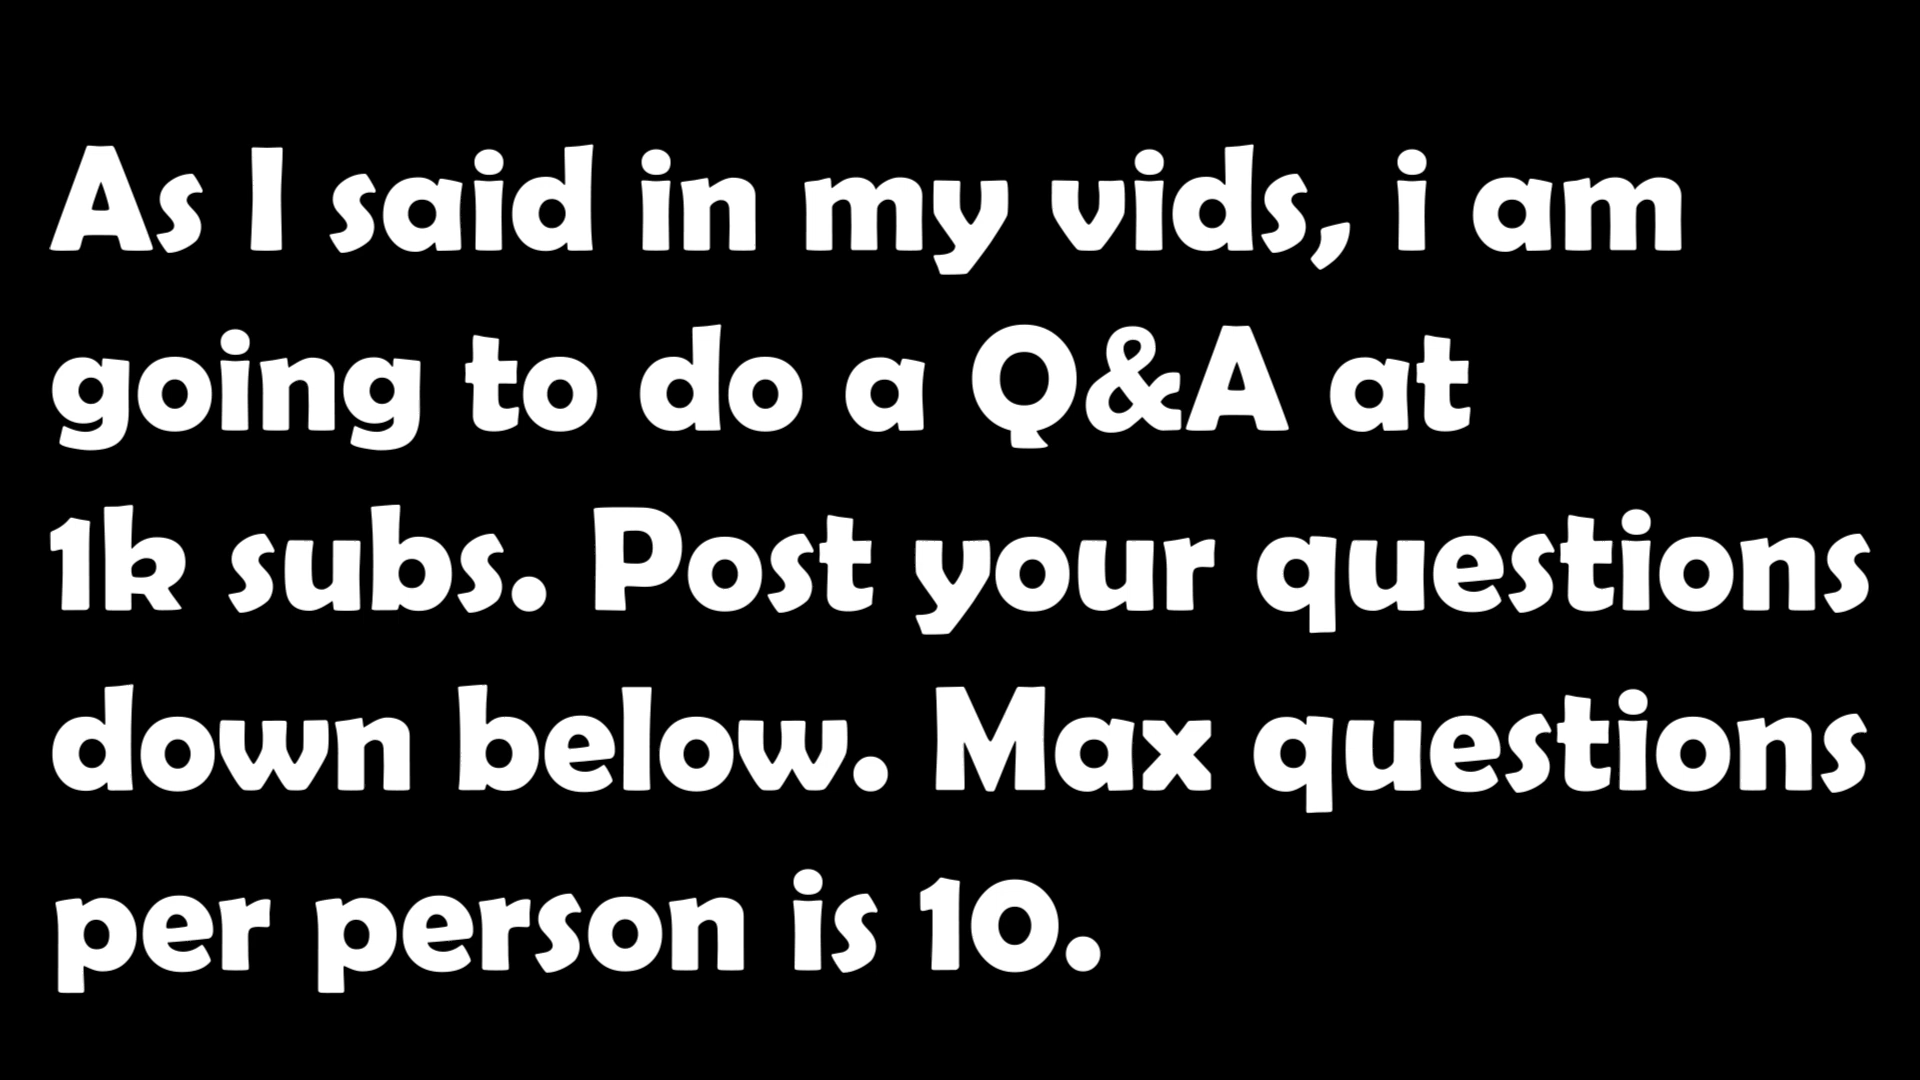 As I said in my vids, i am
going to do a Q&A at
1k subs. Post your questions
down below. Max questions
per person is 10.